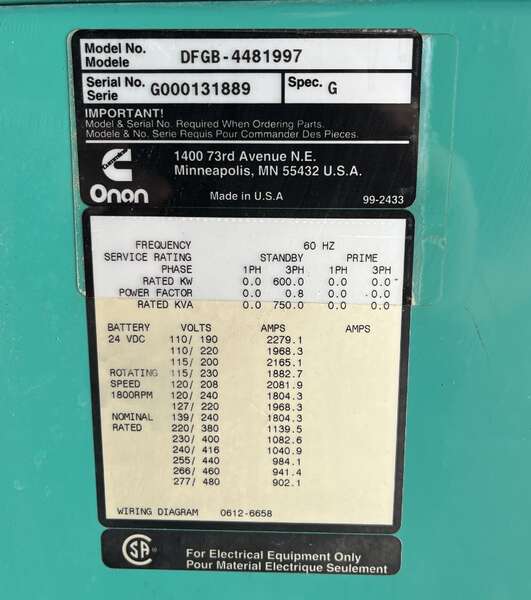 Model No. DFGB-4481997
Modele
Serial No. G000131889 Spec. G
Serie
IMPORTANT!
Model & Serial No. Required When Ordering Parts.
Modele & No. Serie Requis Pour Commander Des Pieces.
Cummins
Onan
1400 73rd Avenue N.E.
Minneapolis, MN 55432 U.S.A.
Made in U.S.A 99-2433
FREQUENCY 60 HZ
SERVICE RATING STANDBY PRIME
PHASE 1PH 3PH 1PH 3PH
RATED KW 0.0 600.0 0.0 0.0
POWER FACTOR 0.0 0.8 0.0 0.0
RATED KVA 0.0 750.0 0.0 0.0
BATTERY VOLTS AMPS AMPS
24 VDC 110/ 190 2279.1
110/ 220 1968.3
115/ 200 2165.1
ROTATING 115/ 230 1882.7
SPEED 120/ 208 2081.9
1800RPM 120/ 240 1804.3
127/ 220 1968.3
NOMINAL 139/ 240 1804.3
RATED 220/ 380 1139.5
230/ 400 1082.6
240/ 416 1040.9
255/ 440 984.1
266/ 460 941.4
277/ 480 902.1
WIRING DIAGRAM 0612-6658
CSA
For Electrical Equipment Only
Pour Material Electrique Seulement